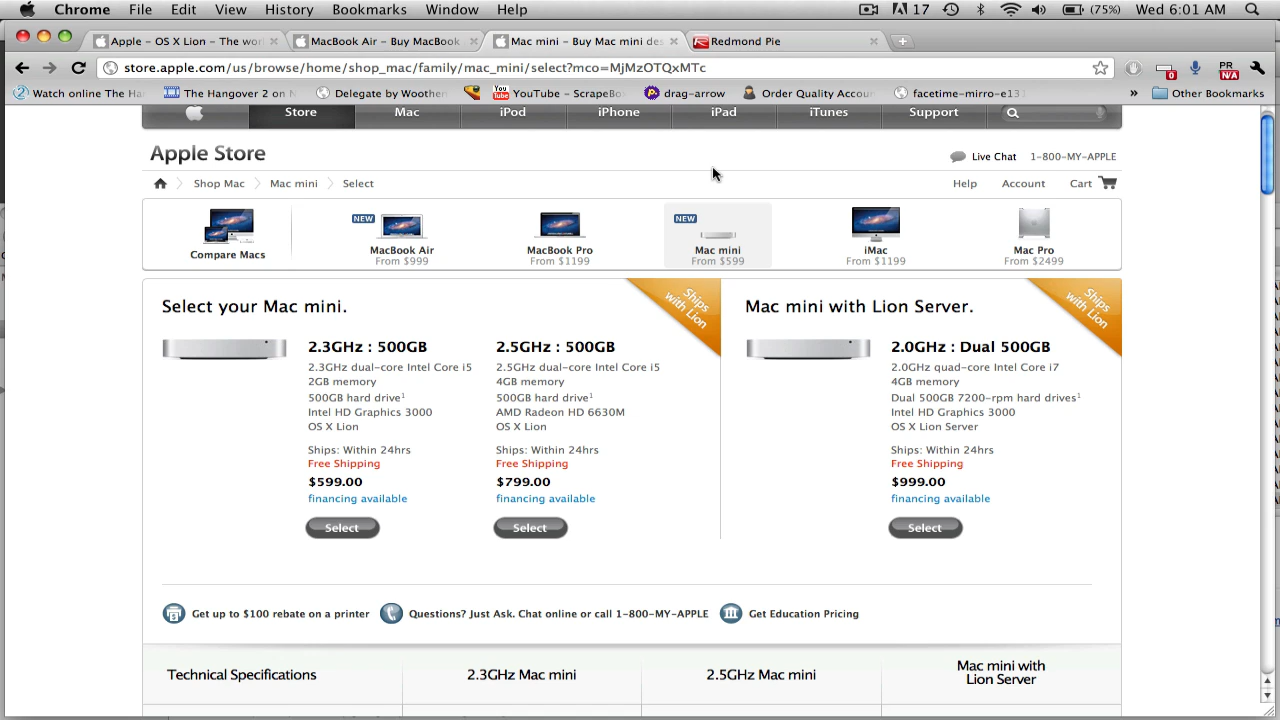 Chrome File Edit View History Bookmarks Window Help 17 (75%) Wed 6:01 AM
Apple – OS X Lion – The wor MacBook Air – Buy MacBook Mac mini – Buy Mac mini des Redmond Pie
store.apple.com/us/browse/home/shop_mac/family/mac_mini/select?mco=MjMzOTQxMTc
Watch online The Ha The Hangover 2 on Delegate by Woothem YouTube – ScrapeBox drag-arrow Order Quality Accoun facetime-mirro-e131 » Other Bookmarks
0 PR N/A
Store Mac iPod iPhone iPad iTunes Support
Apple Store
Live Chat 1-800-MY-APPLE
Shop Mac Mac mini Select
Help Account Cart
Compare Macs
NEW
MacBook Air
From $999
MacBook Pro
From $1199
NEW
Mac mini
From $599
iMac
From $1199
Mac Pro
From $2499
Select your Mac mini.
Ships with Lion
2.3GHz : 500GB
2.3GHz dual-core Intel Core i5
2GB memory
500GB hard drive¹
Intel HD Graphics 3000
OS X Lion
Ships: Within 24hrs
Free Shipping
$599.00
financing available
Select
2.5GHz : 500GB
2.5GHz dual-core Intel Core i5
4GB memory
500GB hard drive¹
AMD Radeon HD 6630M
OS X Lion
Ships: Within 24hrs
Free Shipping
$799.00
financing available
Select
Mac mini with Lion Server.
Ships with Lion
2.0GHz : Dual 500GB
2.0GHz quad-core Intel Core i7
4GB memory
Dual 500GB 7200-rpm hard drives¹
Intel HD Graphics 3000
OS X Lion Server
Ships: Within 24hrs
Free Shipping
$999.00
financing available
Select
Get up to $100 rebate on a printer
Questions? Just Ask. Chat online or call 1-800-MY-APPLE
Get Education Pricing
Technical Specifications
2.3GHz Mac mini
2.5GHz Mac mini
Mac mini with
Lion Server